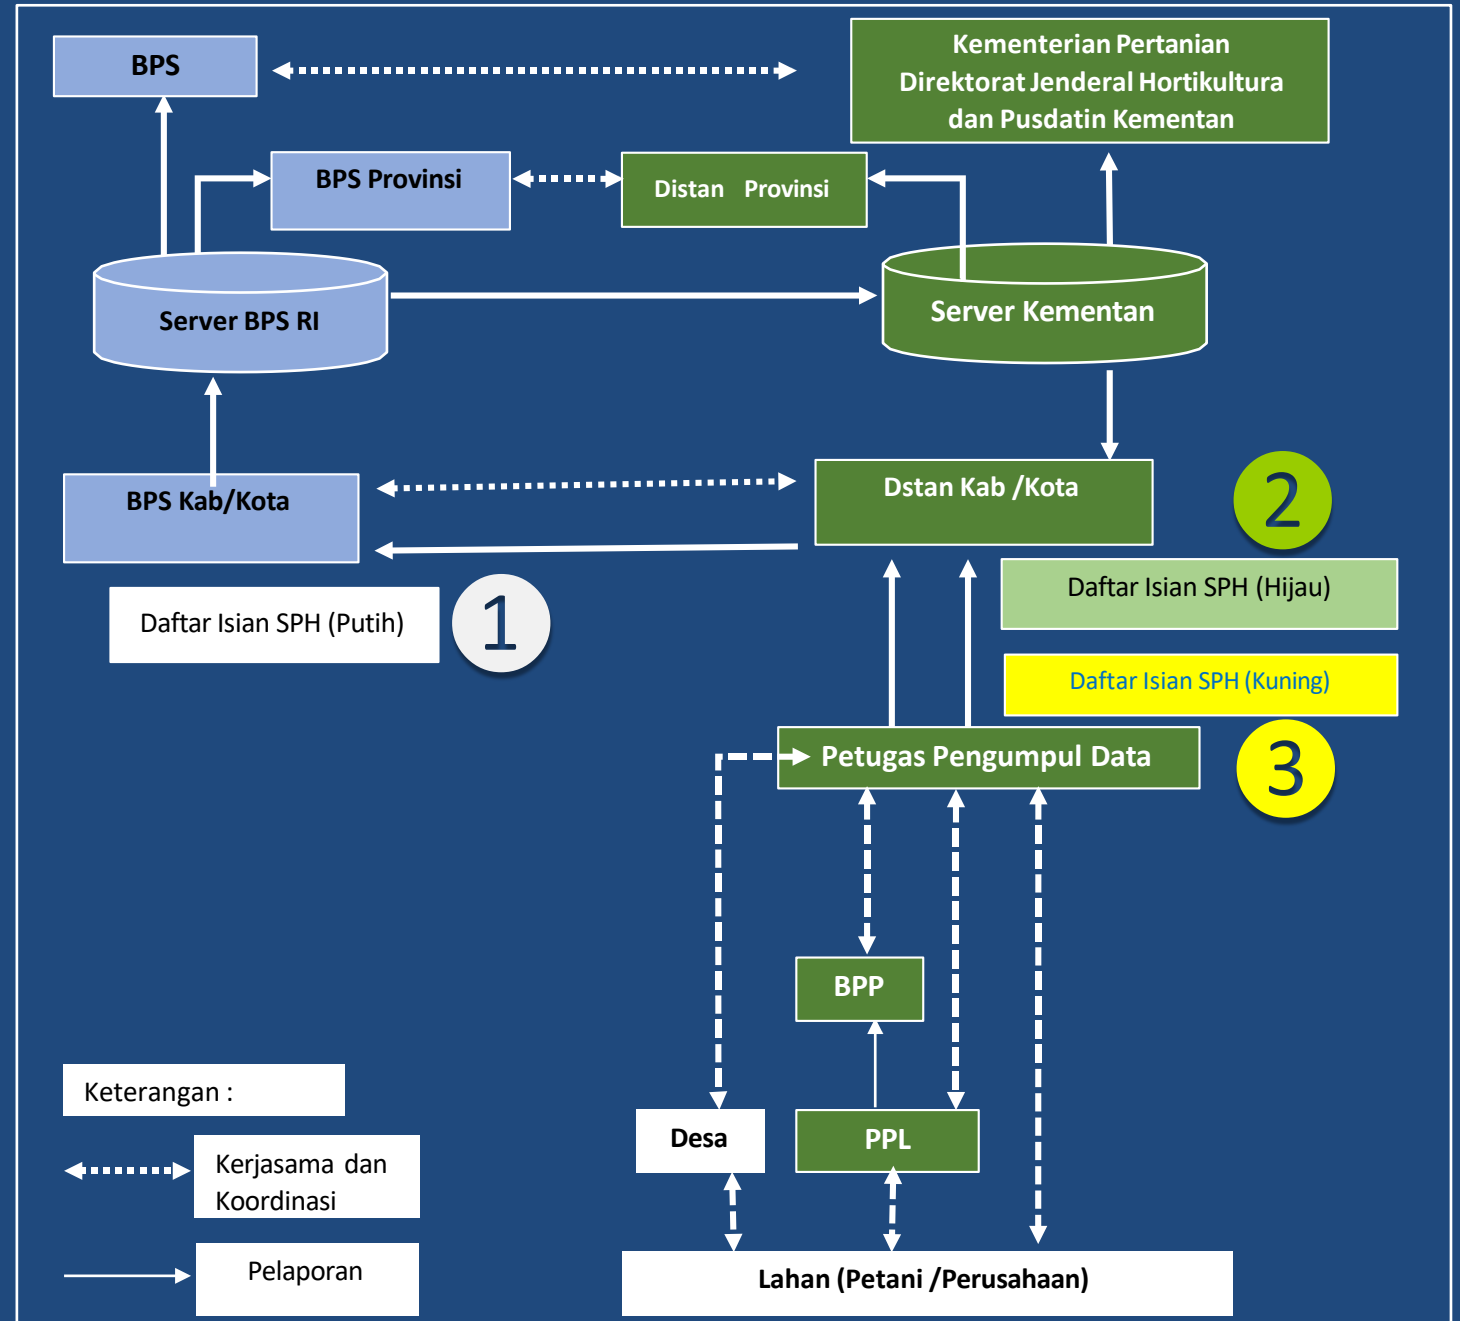 BPS
Kementerian Pertanian
Direktorat Jenderal Hortikultura
dan Pusdatin Kementan
BPS Provinsi
Distan Provinsi
Server BPS RI
Server Kementan
BPS Kab/Kota
Dstan Kab /Kota
2
Daftar Isian SPH (Hijau)
Daftar Isian SPH (Putih)
1
Daftar Isian SPH (Kuning)
Petugas Pengumpul Data
3
BPP
Keterangan :
Desa
PPL
Kerjasama dan
Koordinasi
Pelaporan
Lahan (Petani /Perusahaan)